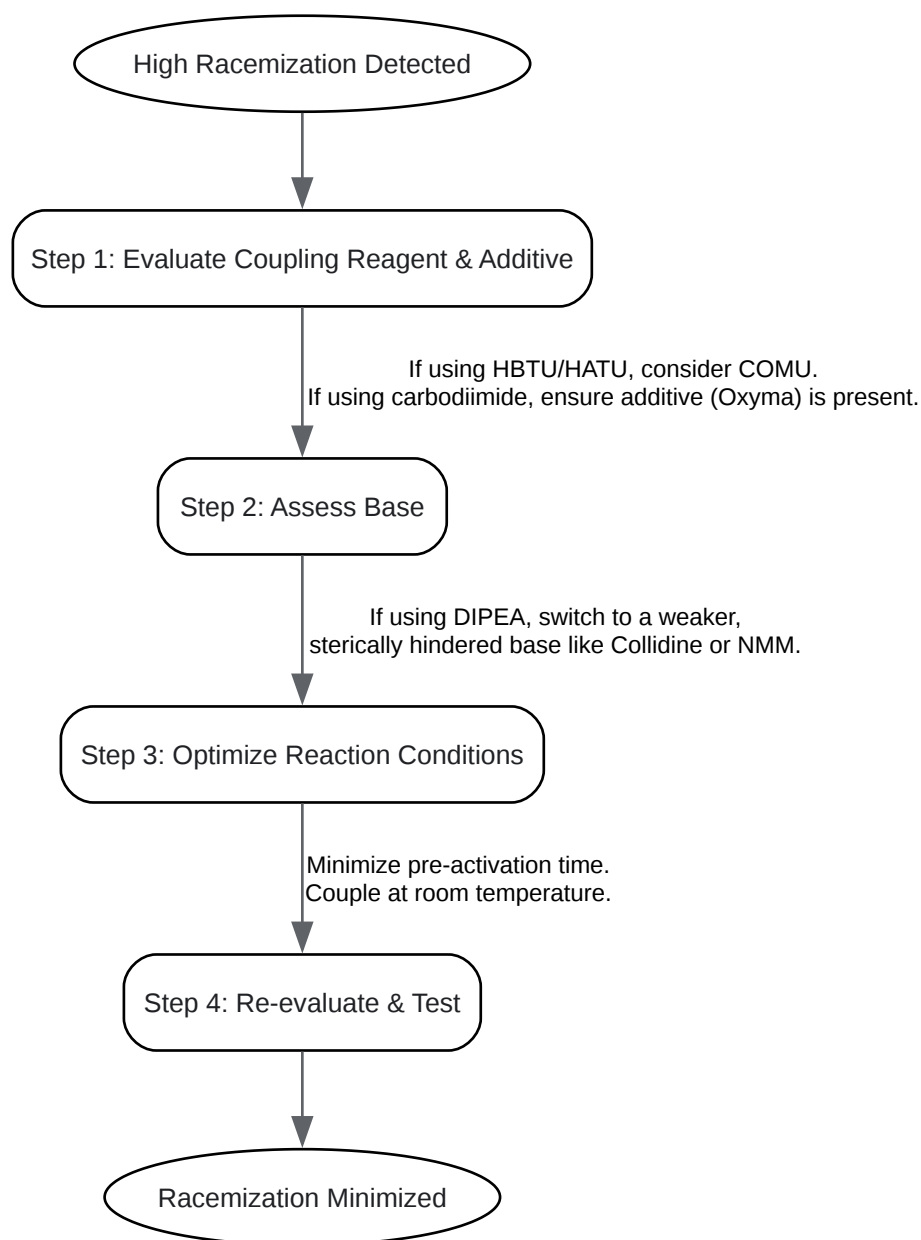 High Racemization Detected
Step 1: Evaluate Coupling Reagent & Additive
If using HBTU/HATU, consider COMU.
If using carbodiimide, ensure additive (Oxyma) is present.
Step 2: Assess Base
If using DIPEA, switch to a weaker,
sterically hindered base like Collidine or NMM.
Step 3: Optimize Reaction Conditions
Minimize pre-activation time.
Couple at room temperature.
Step 4: Re-evaluate & Test
Racemization Minimized